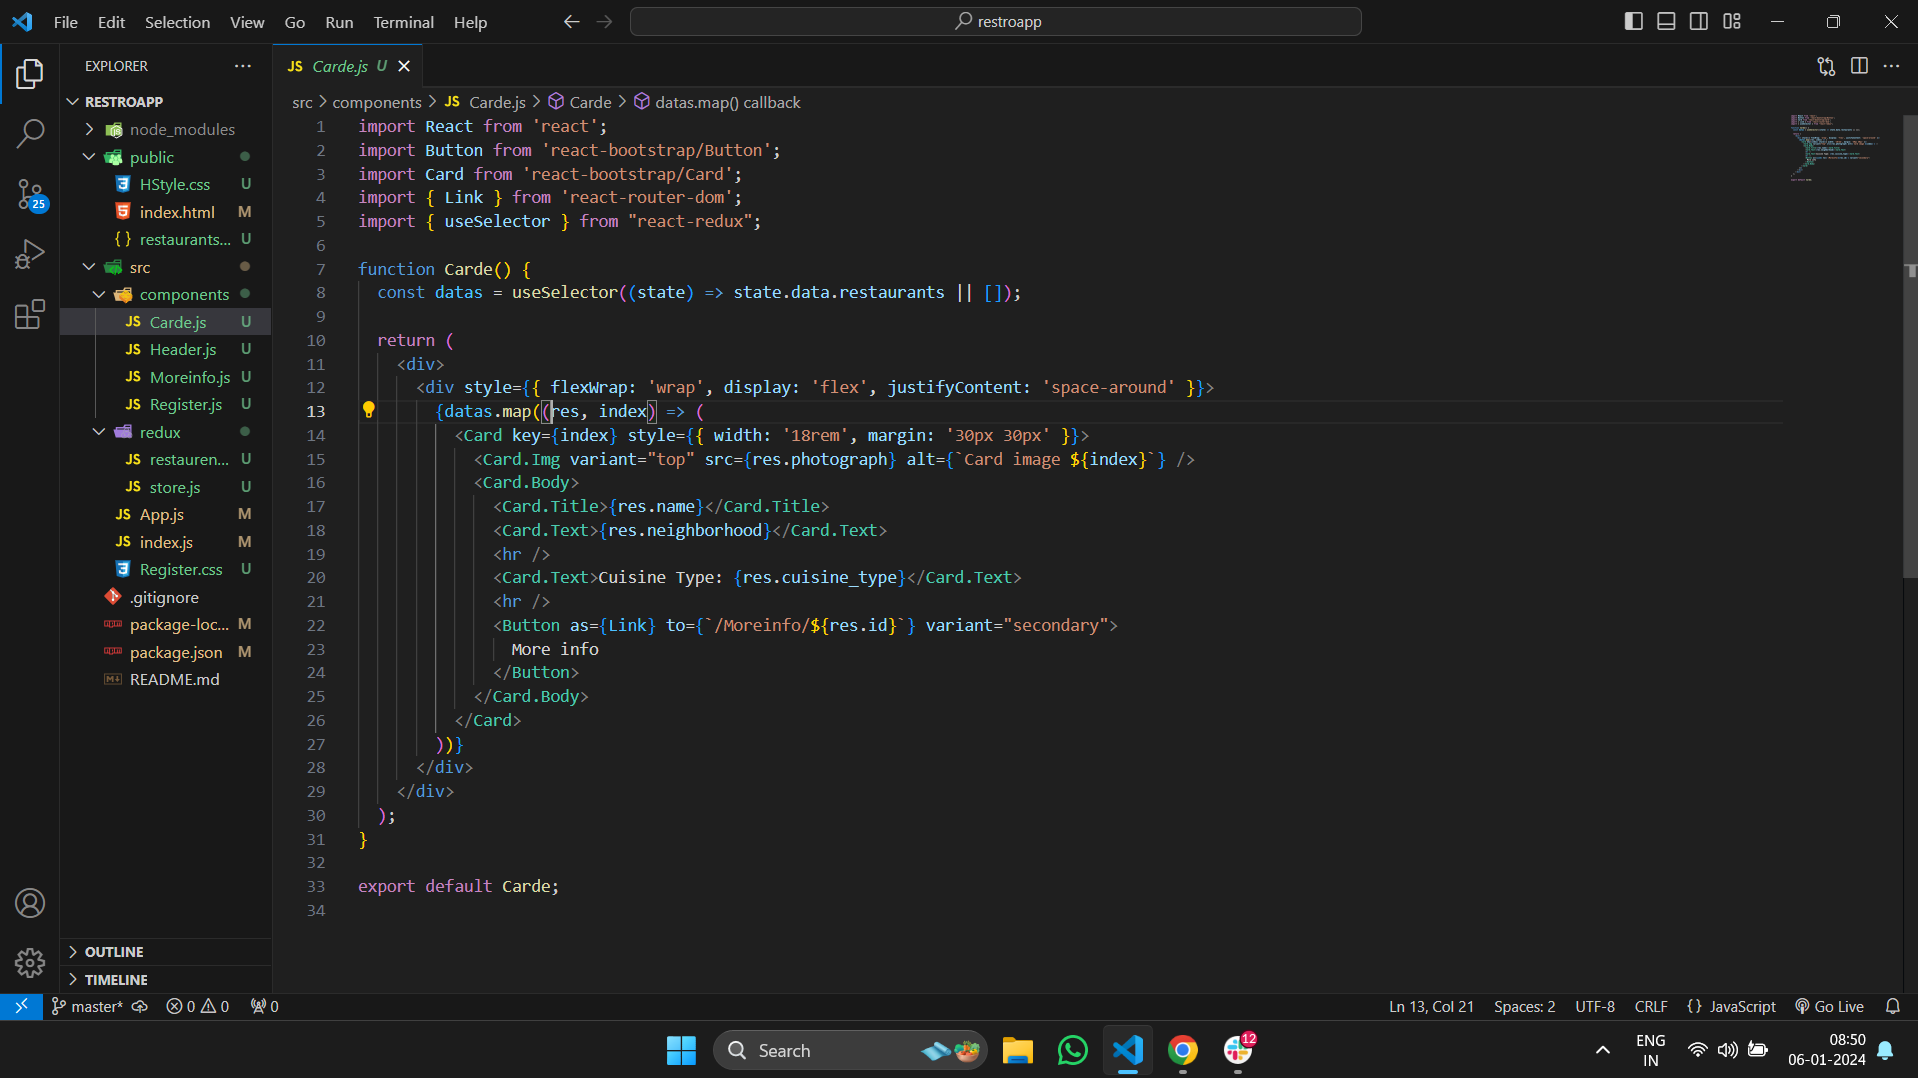 File Edit Selection View Go Run Terminal Help
restroapp
EXPLORER
RESTROAPP
node_modules
public
HStyle.css U
index.html M
{} restaurants... U
src
components
JS Carde.js U
JS Header.js U
JS Moreinfo.js U
JS Register.js U
redux
JS restauren... U
JS store.js U
JS App.js M
JS index.js M
Register.css U
.gitignore
package-loc... M
package.json M
README.md
OUTLINE
TIMELINE
25
JS Carde.js U
src > components > JS Carde.js > Carde > datas.map() callback
1 import React from 'react';
2 import Button from 'react-bootstrap/Button';
3 import Card from 'react-bootstrap/Card';
4 import { Link } from 'react-router-dom';
5 import { useSelector } from "react-redux";
6
7 function Carde() {
8 const datas = useSelector((state) => state.data.restaurants || []);
9
10 return (
11 <div>
12 <div style={{ flexWrap: 'wrap', display: 'flex', justifyContent: 'space-around' }}>
13 {datas.map((res, index) => (
14 <Card key={index} style={{ width: '18rem', margin: '30px 30px' }}>
15 <Card.Img variant="top" src={res.photograph} alt={`Card image ${index}`} />
16 <Card.Body>
17 <Card.Title>{res.name}</Card.Title>
18 <Card.Text>{res.neighborhood}</Card.Text>
19 <hr />
20 <Card.Text>Cuisine Type: {res.cuisine_type}</Card.Text>
21 <hr />
22 <Button as={Link} to={`/Moreinfo/${res.id}`} variant="secondary">
23 More info
24 </Button>
25 </Card.Body>
26 </Card>
27 ))}
28 </div>
29 </div>
30 );
31 }
32
33 export default Carde;
34
master* 0 0 0
Ln 13, Col 21 Spaces: 2 UTF-8 CRLF {} JavaScript Go Live
Search
12
ENG
IN
08:50
06-01-2024